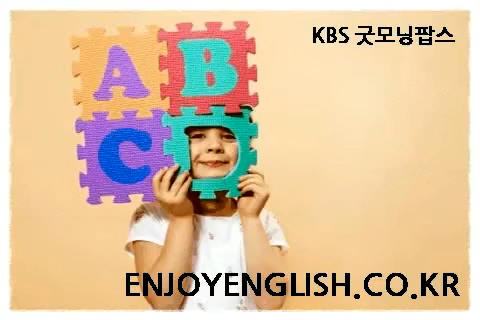 KBS 굿모닝팝스
A B
C D
ENJOYENGLISH.CO.KR